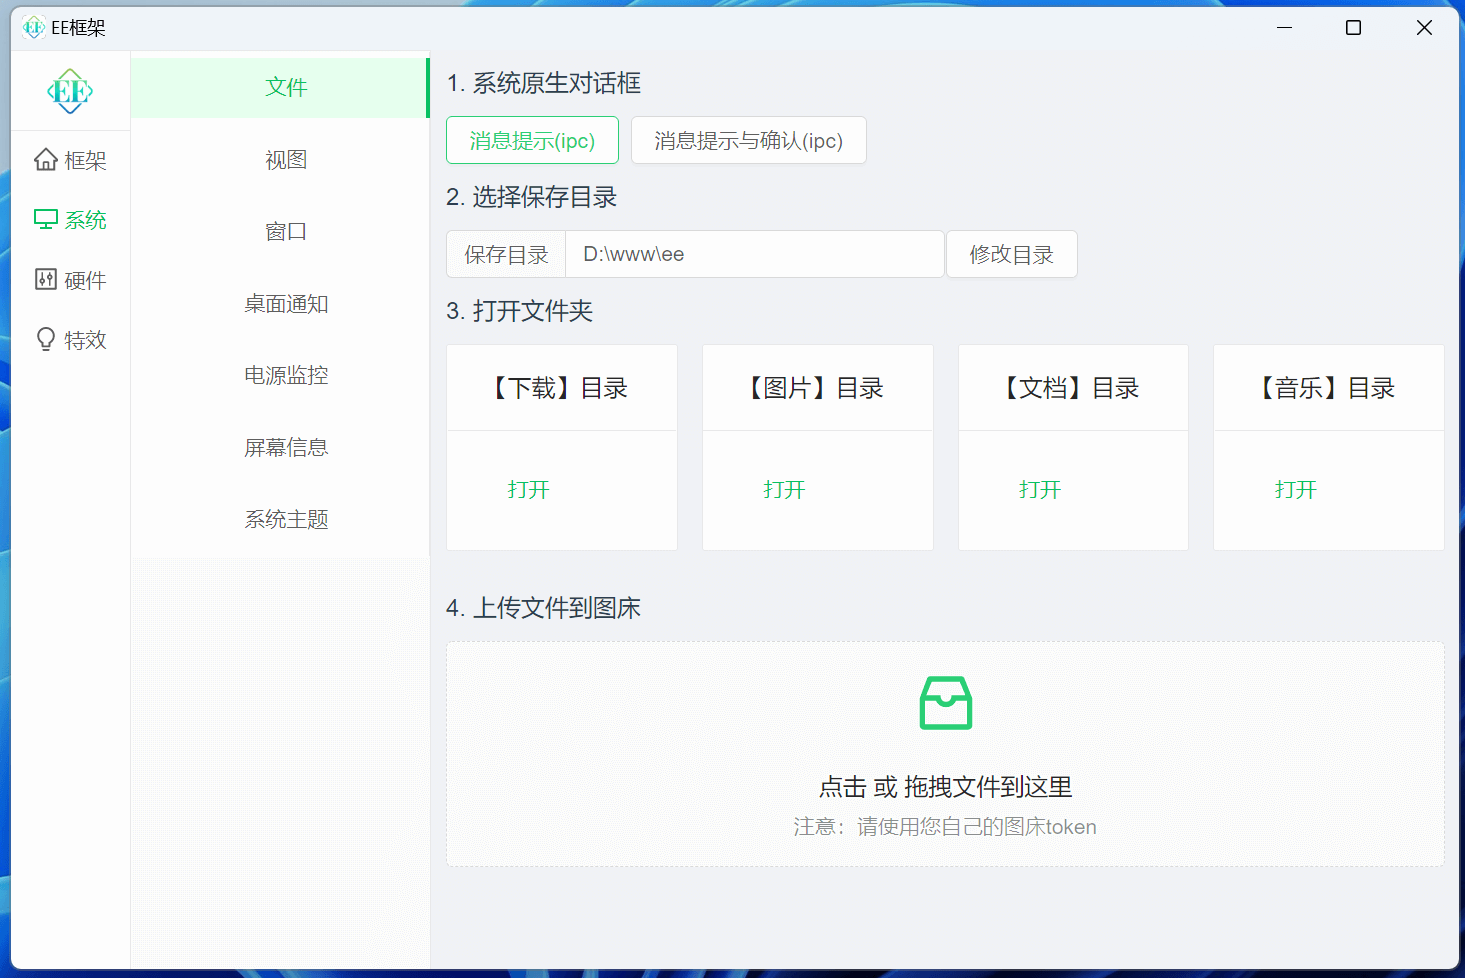 EE框架
EE
框架
系统
硬件
特效
文件
视图
窗口
桌面通知
电源监控
屏幕信息
系统主题
1. 系统原生对话框
消息提示(ipc)
消息提示与确认(ipc)
2. 选择保存目录
保存目录
D:\www\ee
修改目录
3. 打开文件夹
【下载】目录
【图片】目录
【文档】目录
【音乐】目录
打开
打开
打开
打开
4. 上传文件到图床
点击 或 拖拽文件到这里
注意：请使用您自己的图床token